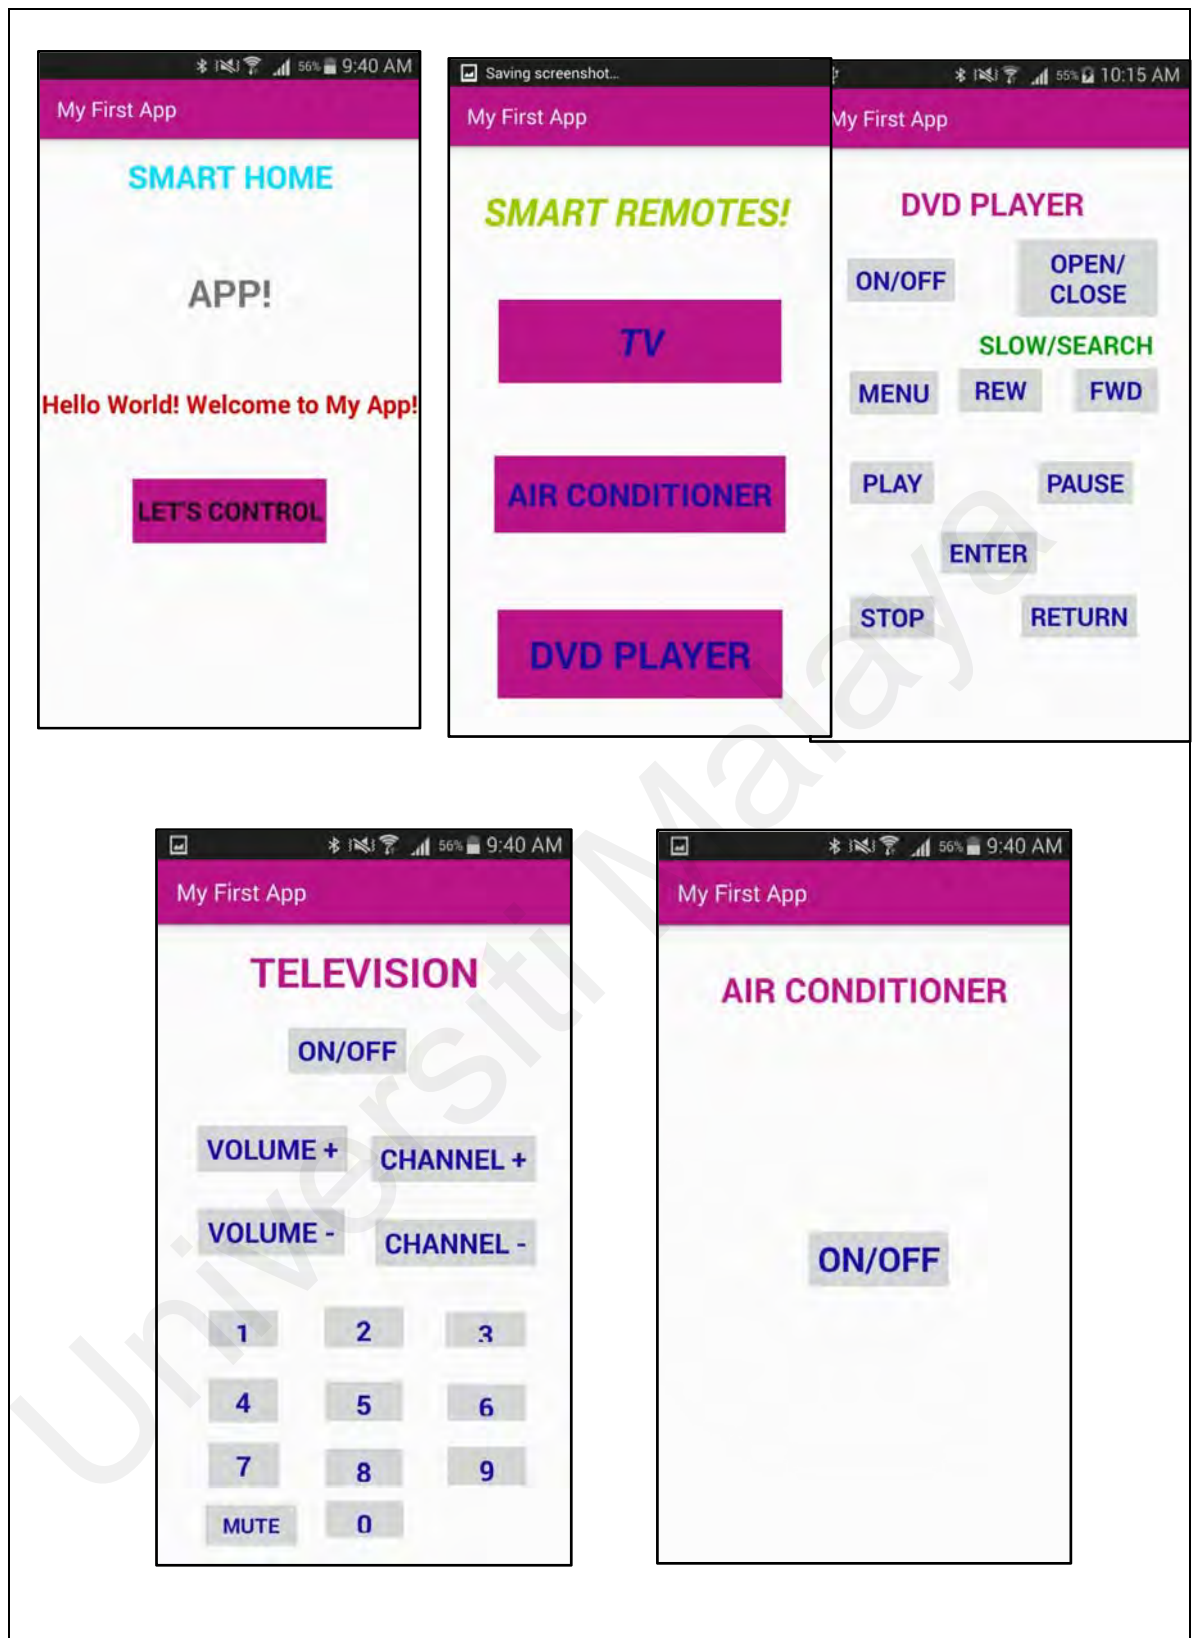 56% 9:40 AM
My First App
SMART HOME
APP!
Hello World! Welcome to My App!
LET'S CONTROL
Saving screenshot...
My First App
SMART REMOTES!
TV
AIR CONDITIONER
DVD PLAYER
55% 10:15 AM
My First App
DVD PLAYER
ON/OFF
OPEN/
CLOSE
SLOW/SEARCH
MENU REW FWD
PLAY PAUSE
ENTER
STOP RETURN
56% 9:40 AM
My First App
TELEVISION
ON/OFF
VOLUME + CHANNEL +
VOLUME - CHANNEL -
1 2 3
4 5 6
7 8 9
MUTE 0
56% 9:40 AM
My First App
AIR CONDITIONER
ON/OFF
Universiti Malaya